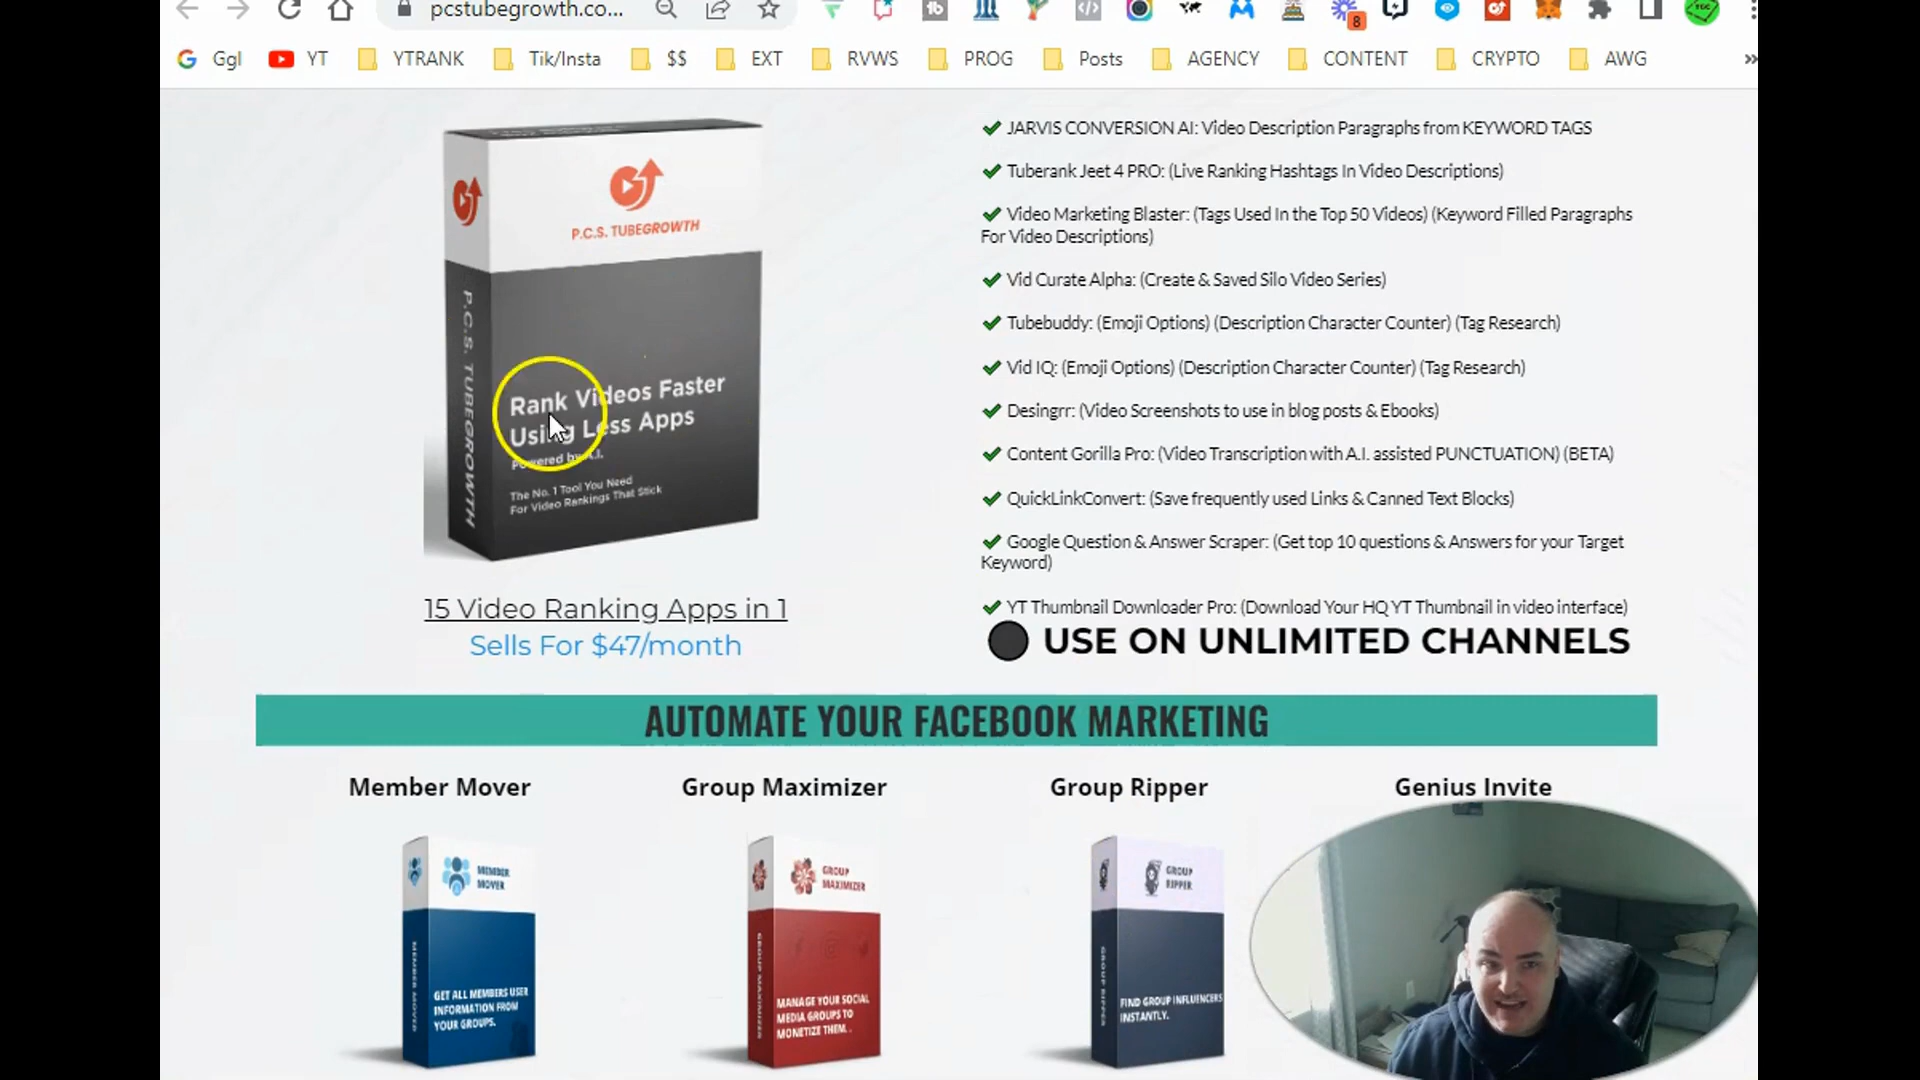 pcstubegrowth.co...
8
Ggl
YT
YTRANK
Tik/Insta
$$
EXT
RVWS
PROG
Posts
AGENCY
CONTENT
CRYPTO
AWG
»
P.C.S. TUBEGROWTH
P.C.S. TUBEGROWTH
Rank Videos Faster
Using Less Apps
Powered by A.I.
The No. 1 Tool You Need
For Video Rankings That Stick
15 Video Ranking Apps in 1
Sells For $47/month
JARVIS CONVERSION AI: Video Description Paragraphs from KEYWORD TAGS
Tuberank Jeet 4 PRO: (Live Ranking Hashtags In Video Descriptions)
Video Marketing Blaster: (Tags Used In the Top 50 Videos) (Keyword Filled Paragraphs
For Video Descriptions)
Vid Curate Alpha: (Create & Saved Silo Video Series)
Tubebuddy: (Emoji Options) (Description Character Counter) (Tag Research)
Vid IQ: (Emoji Options) (Description Character Counter) (Tag Research)
Desingrr: (Video Screenshots to use in blog posts & Ebooks)
Content Gorilla Pro: (Video Transcription with A.I. assisted PUNCTUATION) (BETA)
QuickLinkConvert: (Save frequently used Links & Canned Text Blocks)
Google Question & Answer Scraper: (Get top 10 questions & Answers for your Target
Keyword)
YT Thumbnail Downloader Pro: (Download Your HQ YT Thumbnail in video interface)
USE ON UNLIMITED CHANNELS
AUTOMATE YOUR FACEBOOK MARKETING
Member Mover
Group Maximizer
Group Ripper
Genius Invite
MEMBER
MOVER
MEMBER MOVER
GET ALL MEMBERS USER
INFORMATION FROM
YOUR GROUPS.
GROUP
MAXIMIZER
GROUP MAXIMIZER
MANAGE YOUR SOCIAL
MEDIA GROUPS TO
MONETIZE THEM. .
GROUP
RIPPER
GROUP RIPPER
FIND GROUP INFLUENCERS
INSTANTLY.